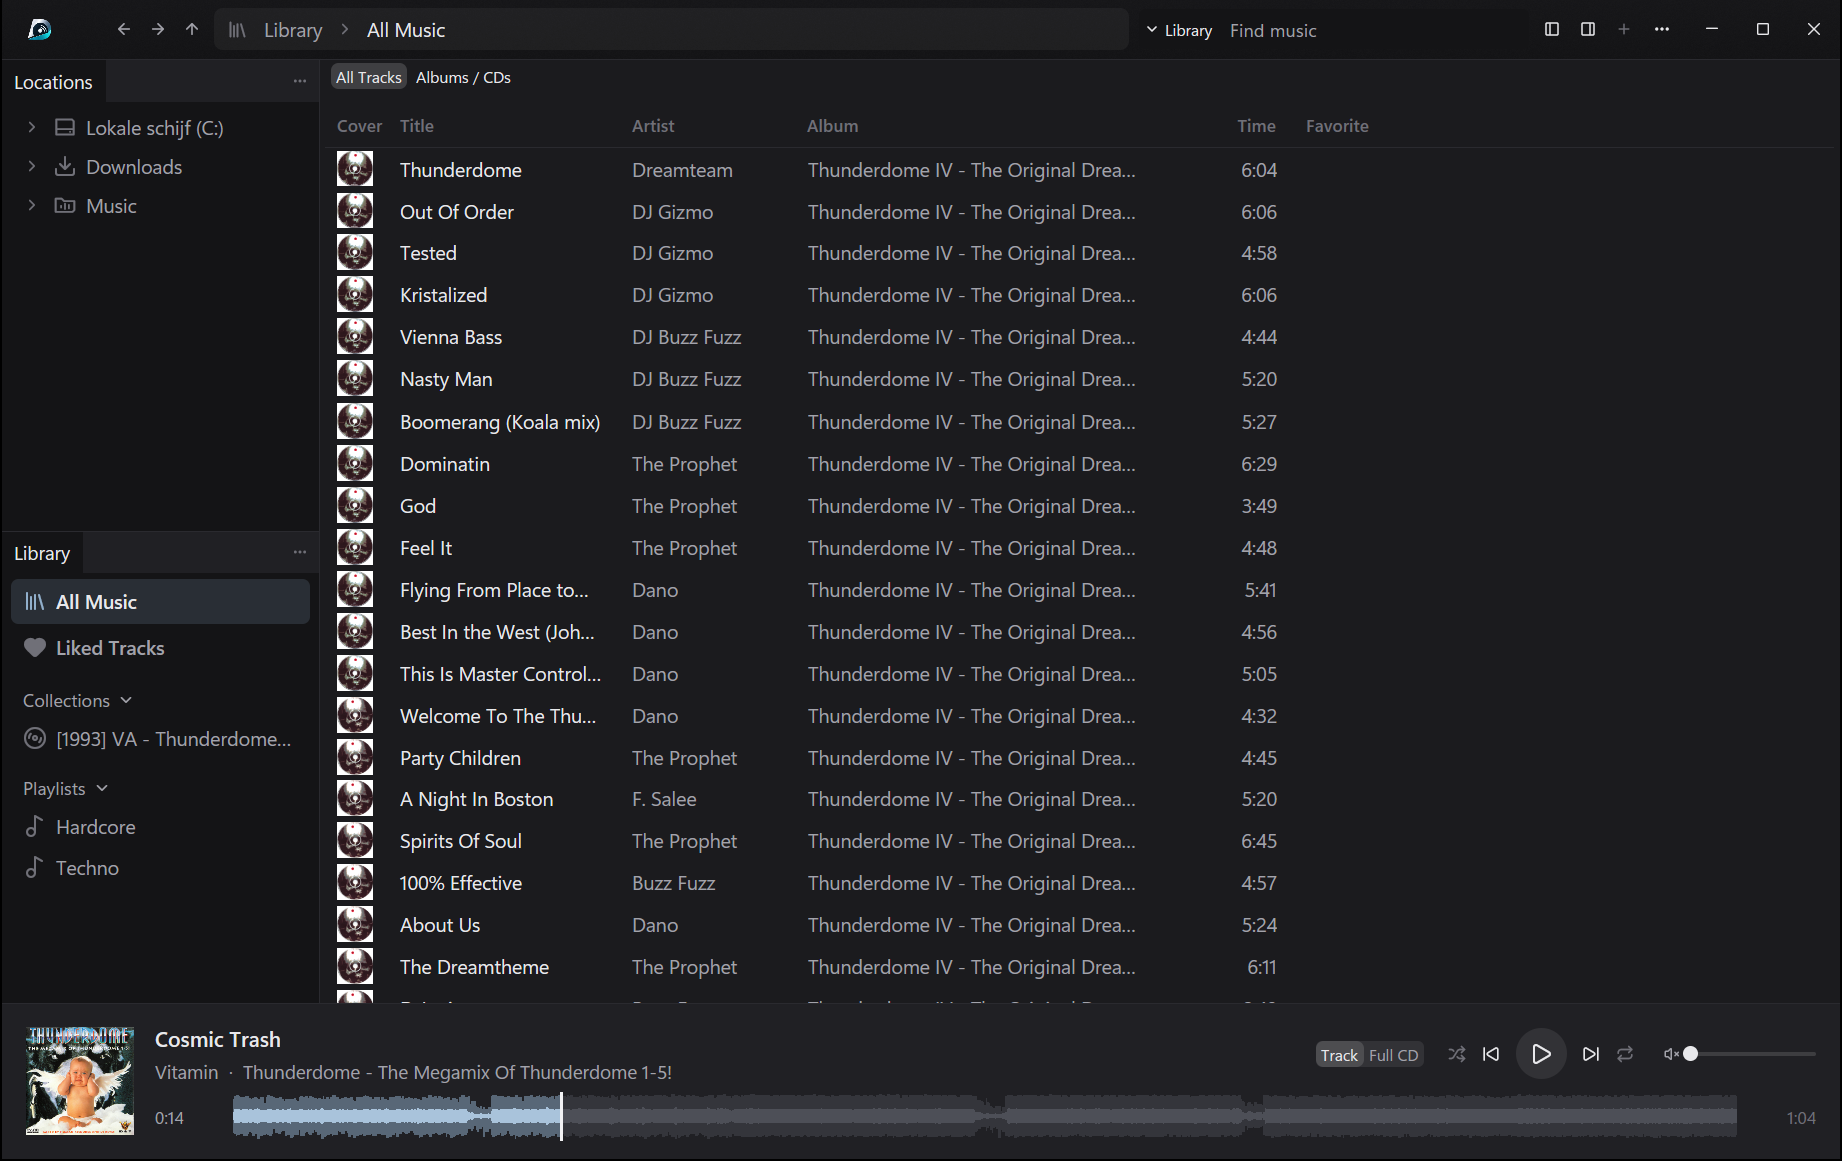 Library > All Music
Library Find music
Locations
Lokale schijf (C:)
Downloads
Music
Library
All Music
Liked Tracks
Collections
[1993] VA - Thunderdome...
Playlists
Hardcore
Techno
All Tracks Albums / CDs
Cover Title Artist Album Time Favorite
Thunderdome Dreamteam Thunderdome IV - The Original Drea... 6:04
Out Of Order DJ Gizmo Thunderdome IV - The Original Drea... 6:06
Tested DJ Gizmo Thunderdome IV - The Original Drea... 4:58
Kristalized DJ Gizmo Thunderdome IV - The Original Drea... 6:06
Vienna Bass DJ Buzz Fuzz Thunderdome IV - The Original Drea... 4:44
Nasty Man DJ Buzz Fuzz Thunderdome IV - The Original Drea... 5:20
Boomerang (Koala mix) DJ Buzz Fuzz Thunderdome IV - The Original Drea... 5:27
Dominatin The Prophet Thunderdome IV - The Original Drea... 6:29
God The Prophet Thunderdome IV - The Original Drea... 3:49
Feel It The Prophet Thunderdome IV - The Original Drea... 4:48
Flying From Place to... Dano Thunderdome IV - The Original Drea... 5:41
Best In the West (Joh... Dano Thunderdome IV - The Original Drea... 4:56
This Is Master Control... Dano Thunderdome IV - The Original Drea... 5:05
Welcome To The Thu... Dano Thunderdome IV - The Original Drea... 4:32
Party Children The Prophet Thunderdome IV - The Original Drea... 4:45
A Night In Boston F. Salee Thunderdome IV - The Original Drea... 5:20
Spirits Of Soul The Prophet Thunderdome IV - The Original Drea... 6:45
100% Effective Buzz Fuzz Thunderdome IV - The Original Drea... 4:57
About Us Dano Thunderdome IV - The Original Drea... 5:24
The Dreamtheme The Prophet Thunderdome IV - The Original Drea... 6:11
THUNDERDOME
THE MEGAMIX OF THUNDERDOME 1-5!
Cosmic Trash
Vitamin · Thunderdome - The Megamix Of Thunderdome 1-5!
Track Full CD
0:14
1:04